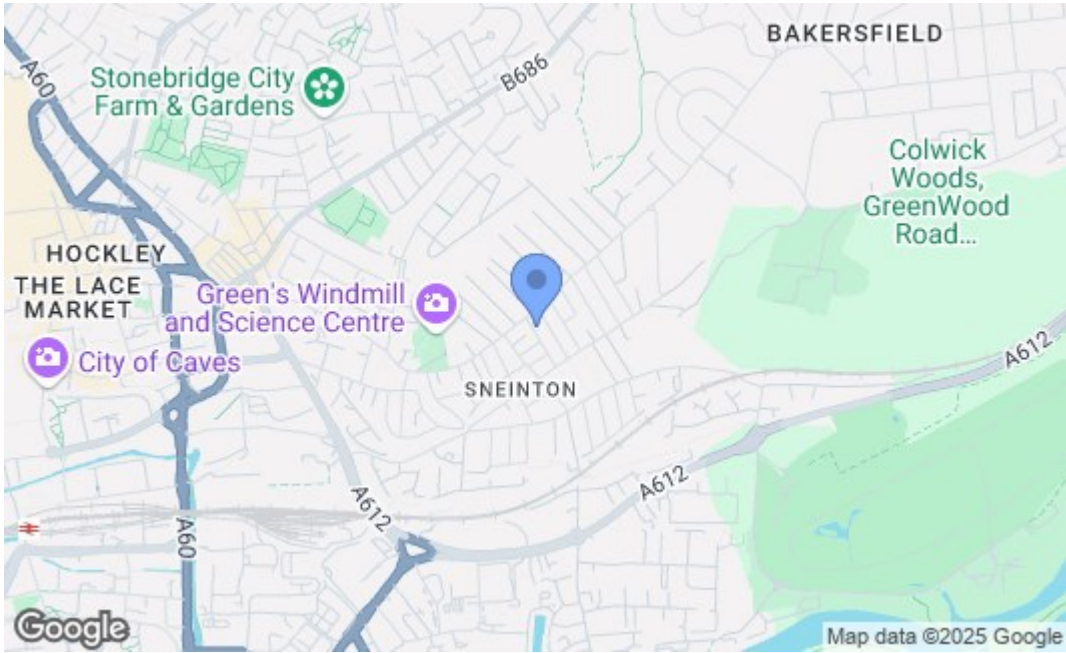 BAKERSFIELD
A60
Stonebridge City
Farm & Gardens
B686
Colwick
Woods,
GreenWood
Road...
HOCKLEY
THE LACE
MARKET
Green's Windmill
and Science Centre
City of Caves
SNEINTON
A612
A612
A612
A60
Google
Map data ©2025 Google